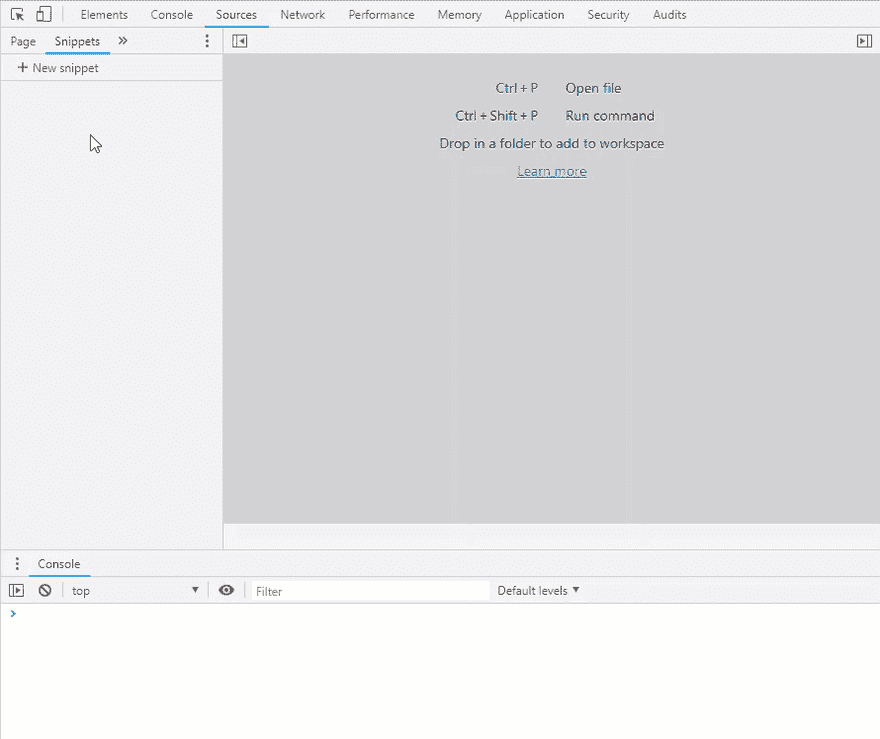 Elements Console Sources Network Performance Memory Application Security Audits
Page Snippets »
+ New snippet
Ctrl + P Open file
Ctrl + Shift + P Run command
Drop in a folder to add to workspace
Learn more
Console
top ▼ Filter Default levels ▼
>